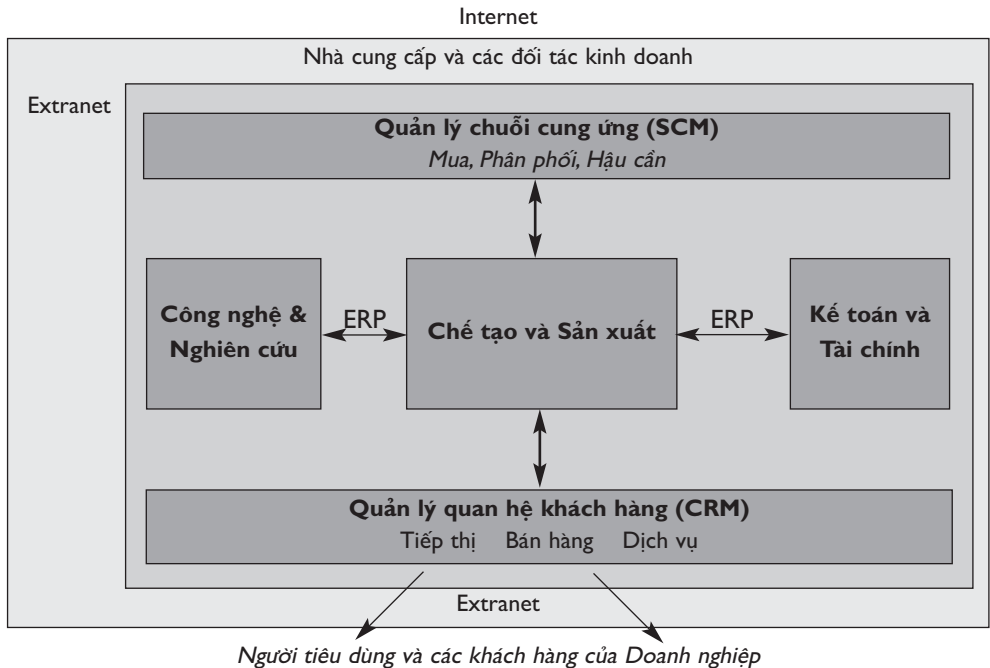 Internet
Nhà cung cấp và các đối tác kinh doanh
Extranet
Quản lý chuỗi cung ứng (SCM)
Mua, Phân phối, Hậu cần
Công nghệ &
Nghiên cứu
ERP
Chế tạo và Sản xuất
ERP
Kế toán và
Tài chính
Quản lý quan hệ khách hàng (CRM)
Tiếp thị Bán hàng Dịch vụ
Extranet
Người tiêu dùng và các khách hàng của Doanh nghiệp